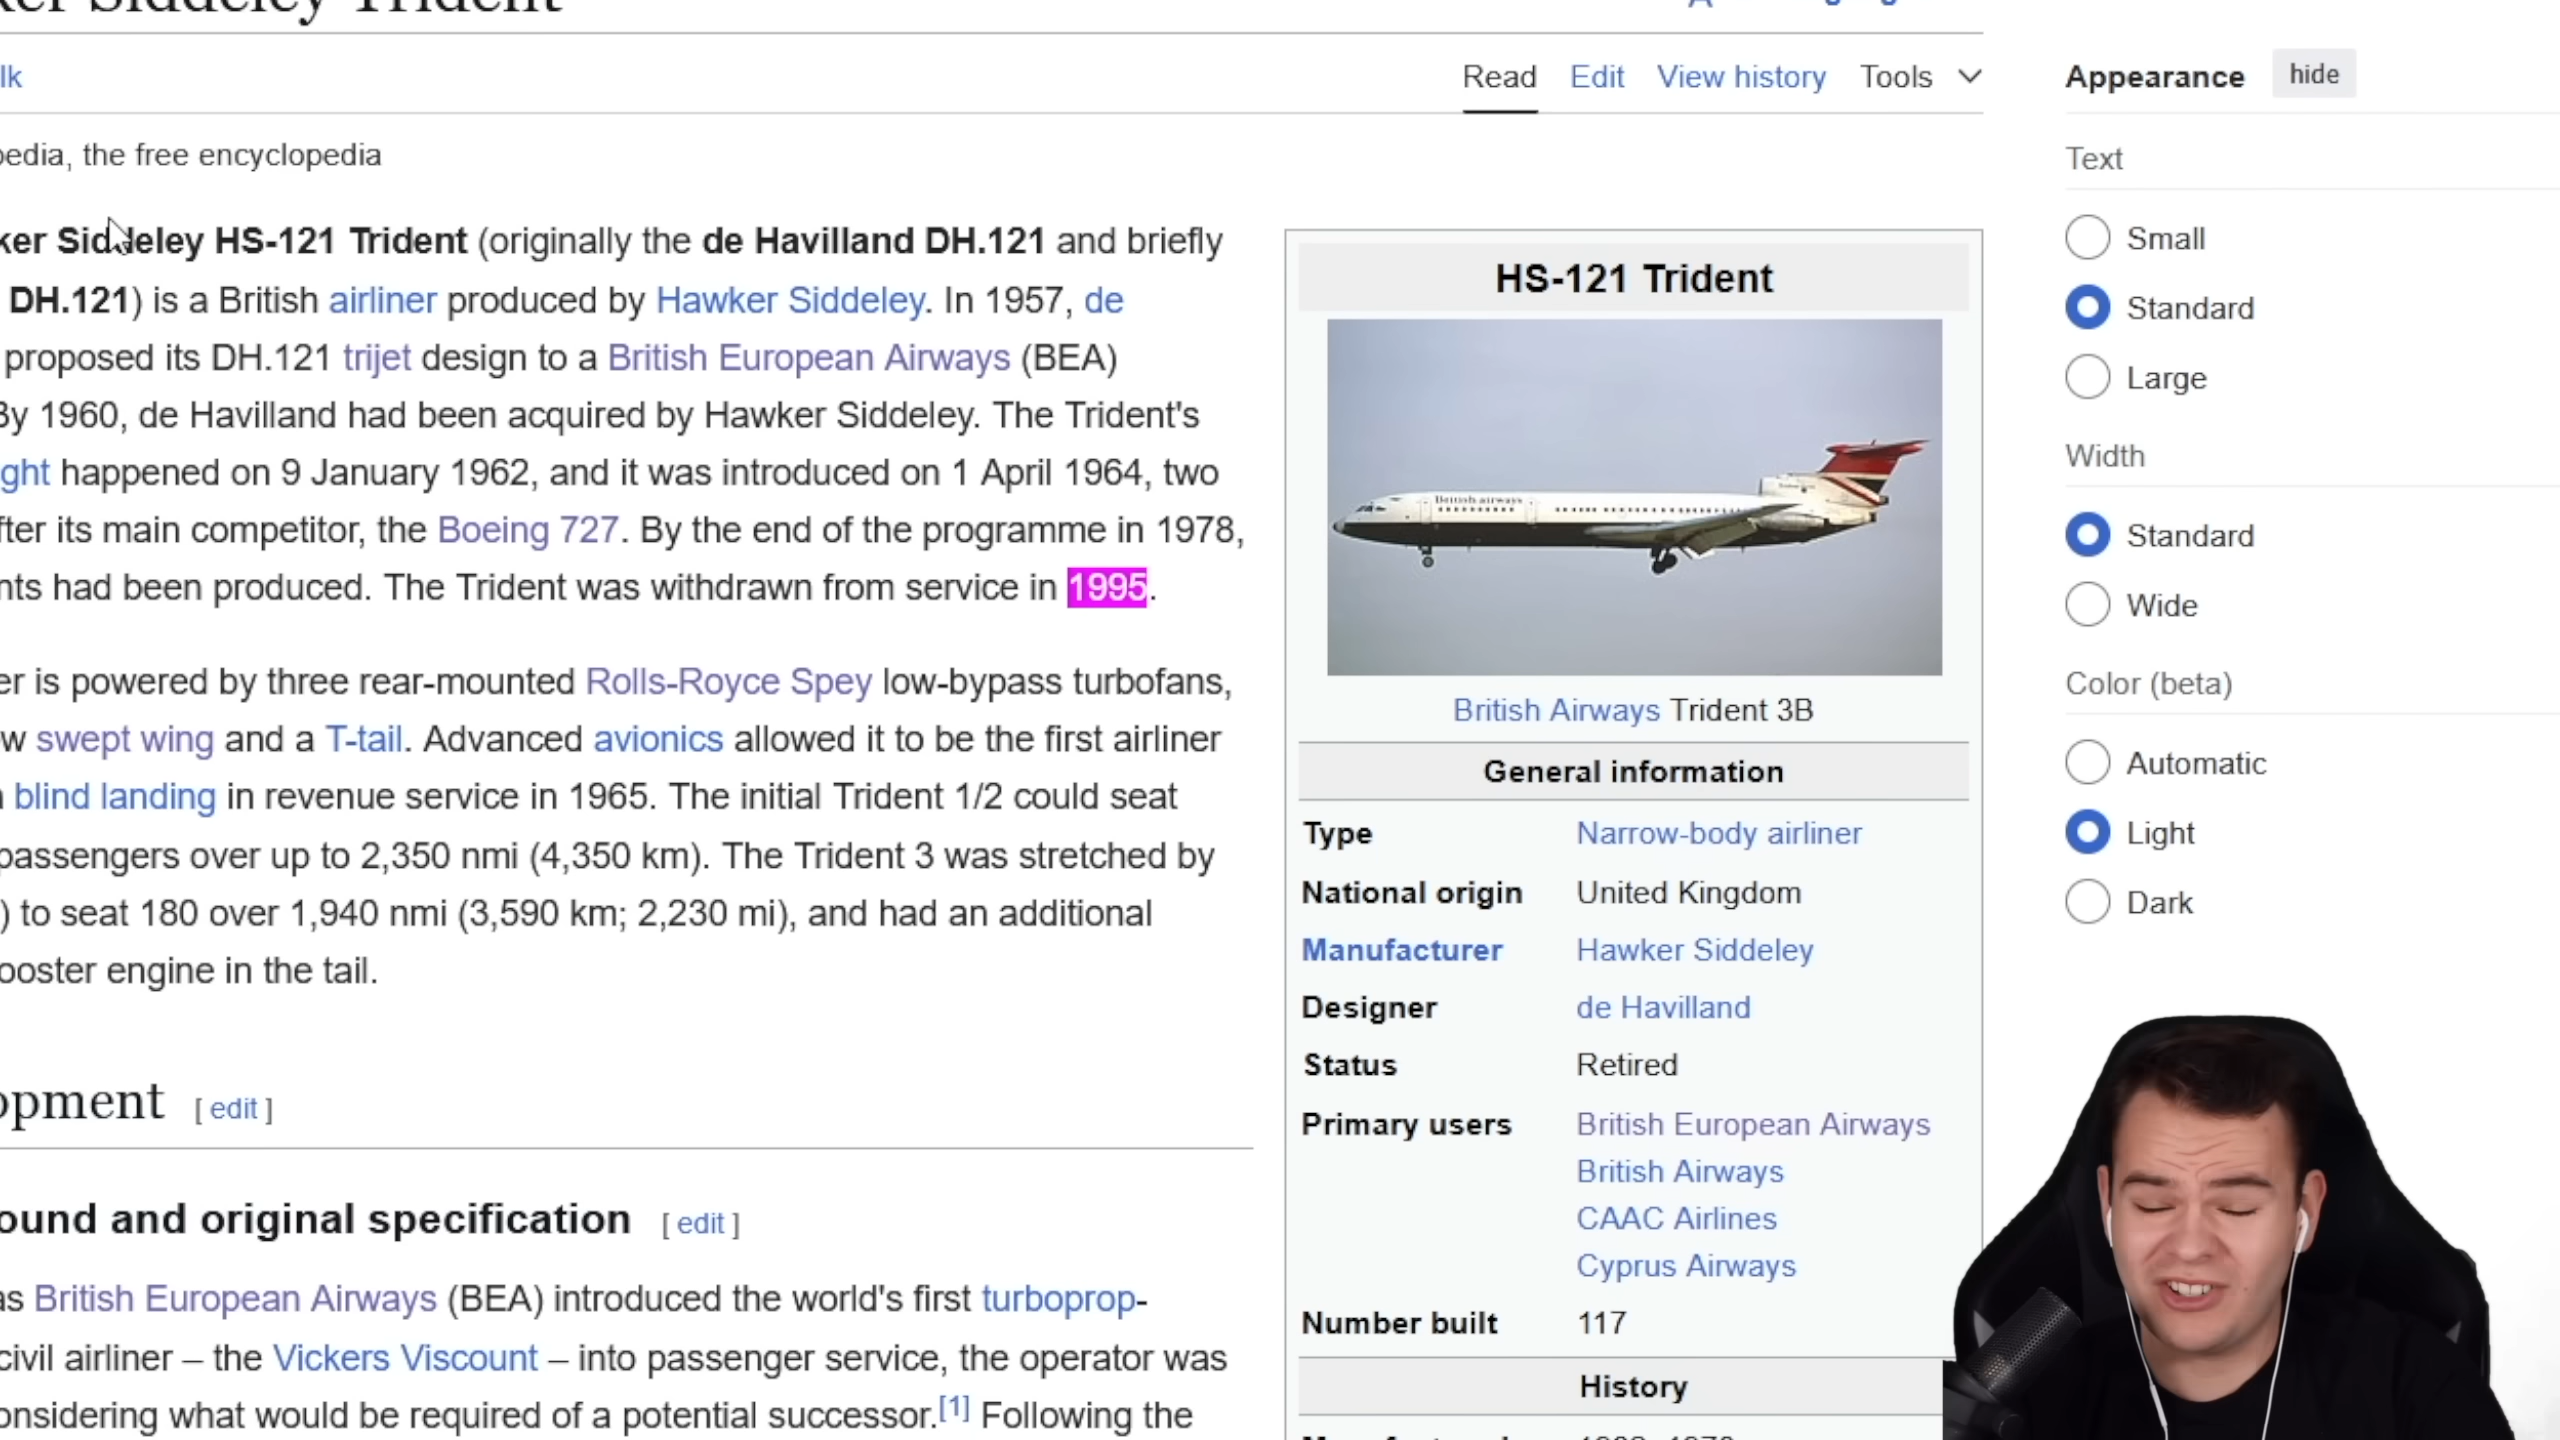 Siddeley Trident
Read Edit View history Tools
Appearance hide
the free encyclopedia
Text
Siddeley HS-121 Trident (originally the de Havilland DH.121 and briefly
Small
DH.121) is a British airliner produced by Hawker Siddeley. In 1957, de
Standard
proposed its DH.121 trijet design to a British European Airways (BEA)
Large
By 1960, de Havilland had been acquired by Hawker Siddeley. The Trident's
happened on 9 January 1962, and it was introduced on 1 April 1964, two
its main competitor, the Boeing 727. By the end of the programme in 1978,
had been produced. The Trident was withdrawn from service in 1995.
is powered by three rear-mounted Rolls-Royce Spey low-bypass turbofans,
swept wing and a T-tail. Advanced avionics allowed it to be the first airliner
blind landing in revenue service in 1965. The initial Trident 1/2 could seat
passengers over up to 2,350 nmi (4,350 km). The Trident 3 was stretched by
) to seat 180 over 1,940 nmi (3,590 km; 2,230 mi), and had an additional
engine in the tail.
[ edit ]
and original specification [ edit ]
as British European Airways (BEA) introduced the world's first turboprop-
civil airliner – the Vickers Viscount – into passenger service, the operator was
considering what would be required of a potential successor.[1] Following the
HS-121 Trident
British airways
British Airways Trident 3B
General information
Type Narrow-body airliner
National origin United Kingdom
Manufacturer Hawker Siddeley
Designer de Havilland
Status Retired
Primary users British European Airways
British Airways
CAAC Airlines
Cyprus Airways
Number built 117
History
Width
Standard
Wide
Color (beta)
Automatic
Light
Dark